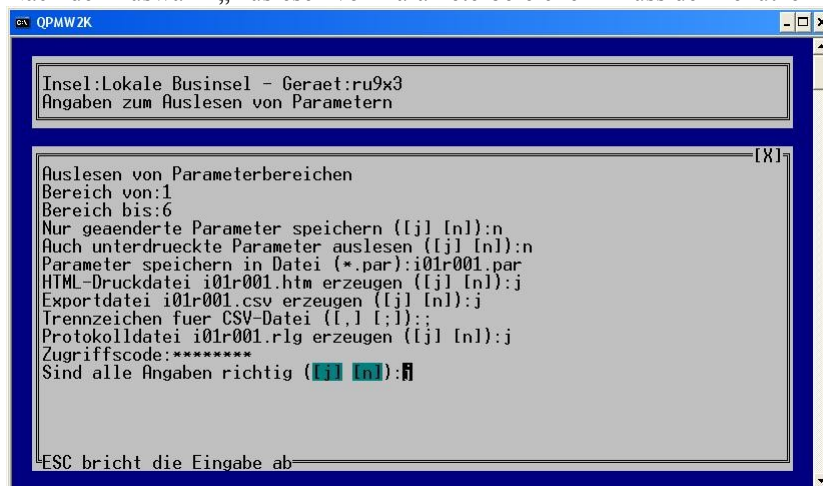 QPMW2K
Insel:Lokale Businsel - Geraet:ru9x3
Angaben zum Auslesen von Parametern
[X]
Auslesen von Parameterbereichen
Bereich von:1
Bereich bis:6
Nur geaenderte Parameter speichern ([j] [n]):n
Auch unterdrueckte Parameter auslesen ([j] [n]):n
Parameter speichern in Datei (*.par):i01r001.par
HTML-Druckdatei i01r001.htm erzeugen ([j] [n]):j
Exportdatei i01r001.csv erzeugen ([j] [n]):j
Trennzeichen fuer CSV-Datei ([,] [;]):;
Protokolldatei i01r001.rlg erzeugen ([j] [n]):j
Zugriffscode:********
Sind alle Angaben richtig ([j] [n]):j
ESC bricht die Eingabe ab